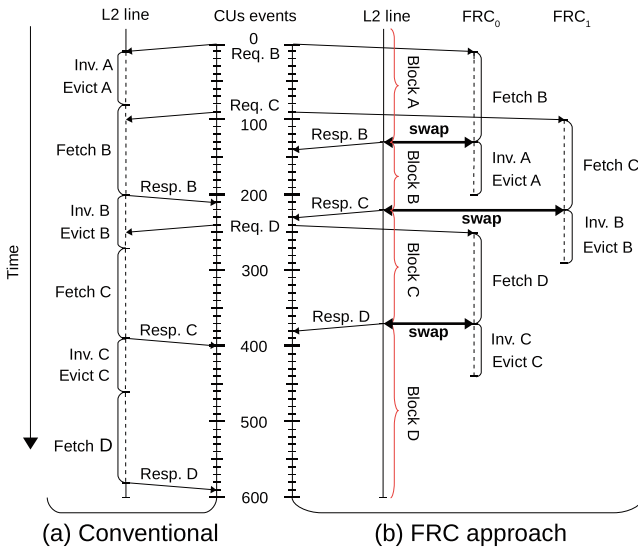 L2 line
CUs events
L2 line
FRC0
FRC1
0
Req. B
Inv. A
Evict A
Block A
Fetch B
Req. C
100
Resp. B
swap
Fetch B
Block B
Inv. A
Evict A
Fetch C
Resp. B
200
Resp. C
swap
Inv. B
Evict B
Req. D
Inv. B
Evict B
Time
300
Block C
Fetch D
Fetch C
Resp. C
Resp. D
swap
400
Inv. C
Evict C
Inv. C
Evict C
Block D
500
Fetch D
Resp. D
600
(a) Conventional
(b) FRC approach